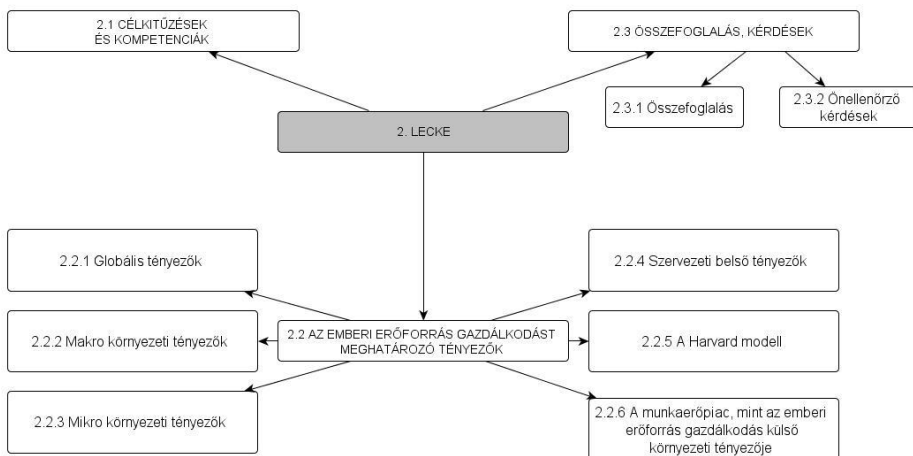 2.1 CÉLKITŰZÉSEK
ÉS KOMPETENCIÁK
2.3 ÖSSZEFOGLALÁS, KÉRDÉSEK
2.3.1 Összefoglalás
2.3.2 Önellenőrző
kérdések
2. LECKE
2.2.1 Globális tényezők
2.2.4 Szervezeti belső tényezők
2.2.2 Makro környezeti tényezők
2.2 AZ EMBERI ERŐFORRÁS GAZDÁLKODÁST
MEGHATÁROZÓ TÉNYEZŐK
2.2.5 A Harvard modell
2.2.3 Mikro környezeti tényezők
2.2.6 A munkaerőpiac, mint az emberi
erőforrás gazdálkodás külső
környezeti tényezője